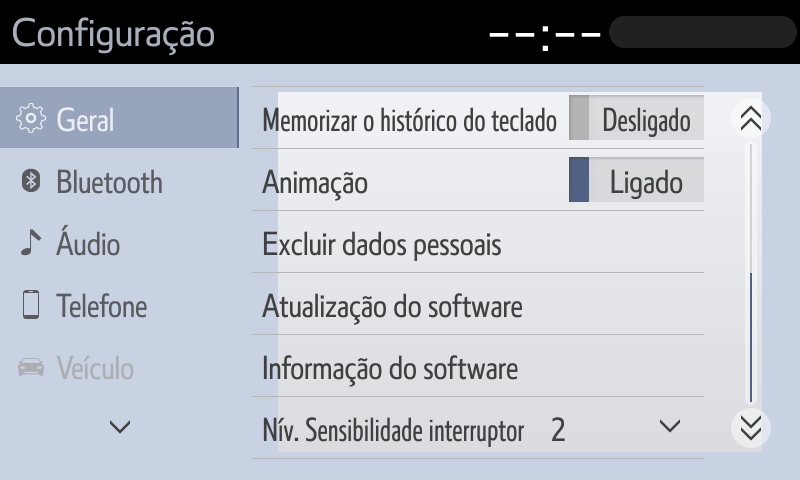 Configuração
--:--
Geral
Bluetooth
Áudio
Telefone
Veículo
Memorizar o histórico do teclado Desligado
Animação Ligado
Excluir dados pessoais
Atualização do software
Informação do software
Nív. Sensibilidade interruptor 2